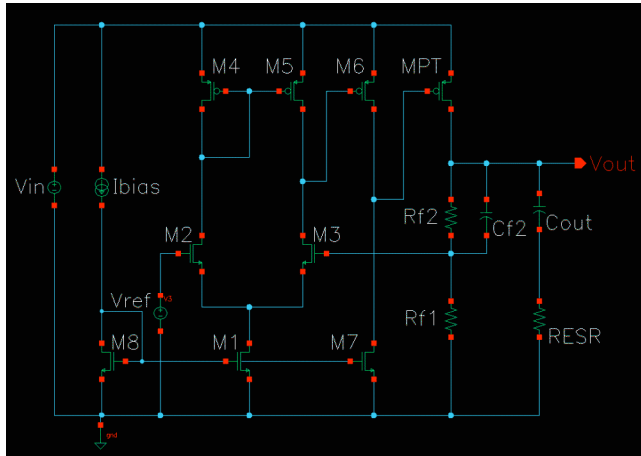 M4
M5
M6
MPT
Vin
Ibias
Vout
Rf2
Cf2
Cout
M2
M3
Vref
V3
Rf1
RESR
M8
M1
M7
gnd